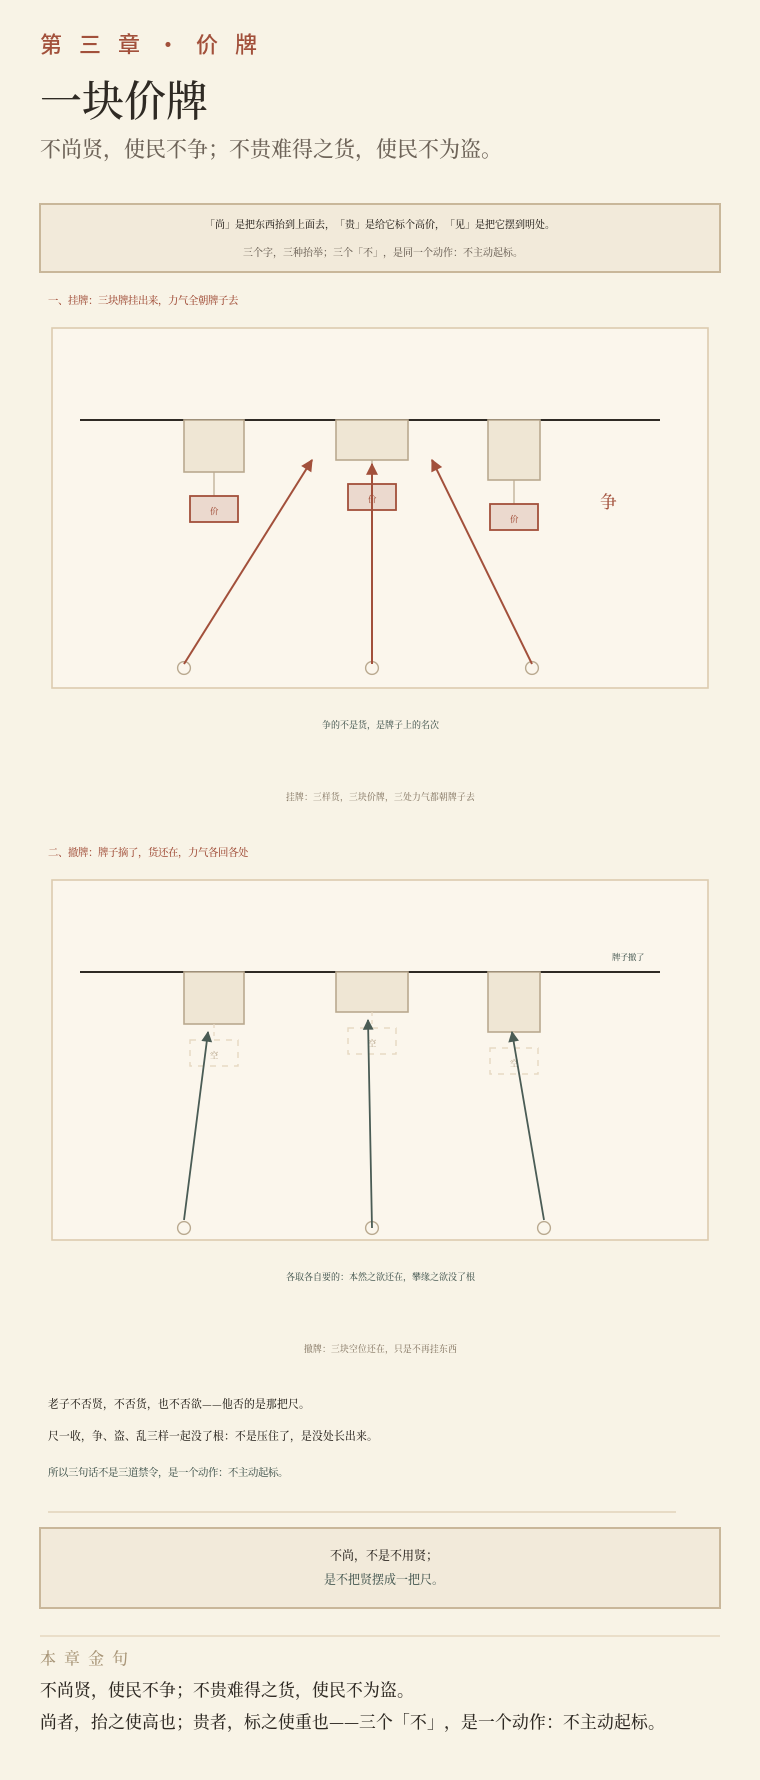 第三章·价牌
一块价牌
不尚贤，使民不争；不贵难得之货，使民不为盗。
「尚」是把东西抬到上面去，「贵」是给它标个高价，「见」是把它摆到明处。
三个字，三种抬举；三个「不」，是同一个动作：不主动起标。
一、挂牌：三块牌挂出来，力气全朝牌子去
价
价
价
争
争的不是货，是牌子上的名次
挂牌：三样货，三块价牌，三处力气都朝牌子去
二、撤牌：牌子摘了，货还在，力气各回各处
牌子撤了
空
空
空
各取各自要的：本然之欲还在，攀缘之欲没了根
撤牌：三块空位还在，只是不再挂东西
老子不否贤，不否货，也不否欲——他否的是那把尺。
尺一收，争、盗、乱三样一起没了根：不是压住了，是没处长出来。
所以三句话不是三道禁令，是一个动作：不主动起标。
不尚，不是不用贤；
是不把贤摆成一把尺。
本章金句
不尚贤，使民不争；不贵难得之货，使民不为盗。
尚者，抬之使高也；贵者，标之使重也——三个「不」，是一个动作：不主动起标。